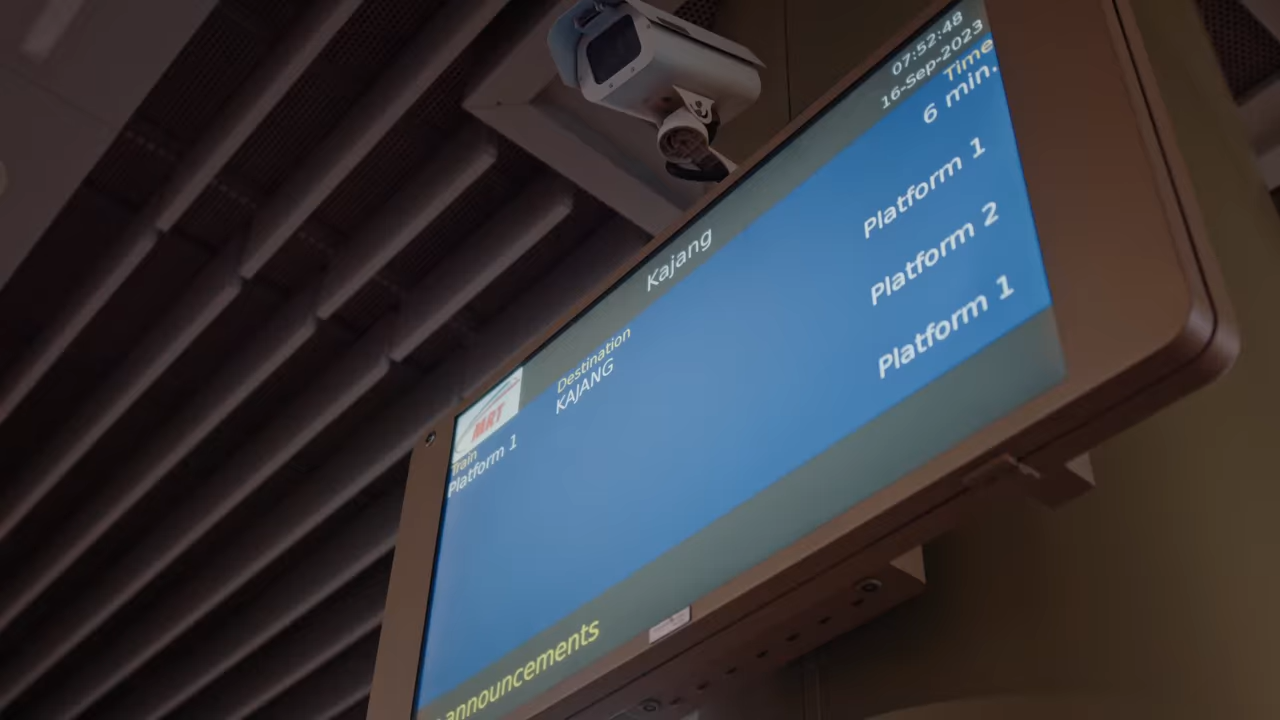 07:52:48
16-Sep-2023
Kajang
MRT
Train Destination Time
Platform 1 KAJANG 6 min.
Platform 1
Platform 2
Platform 1
announcements